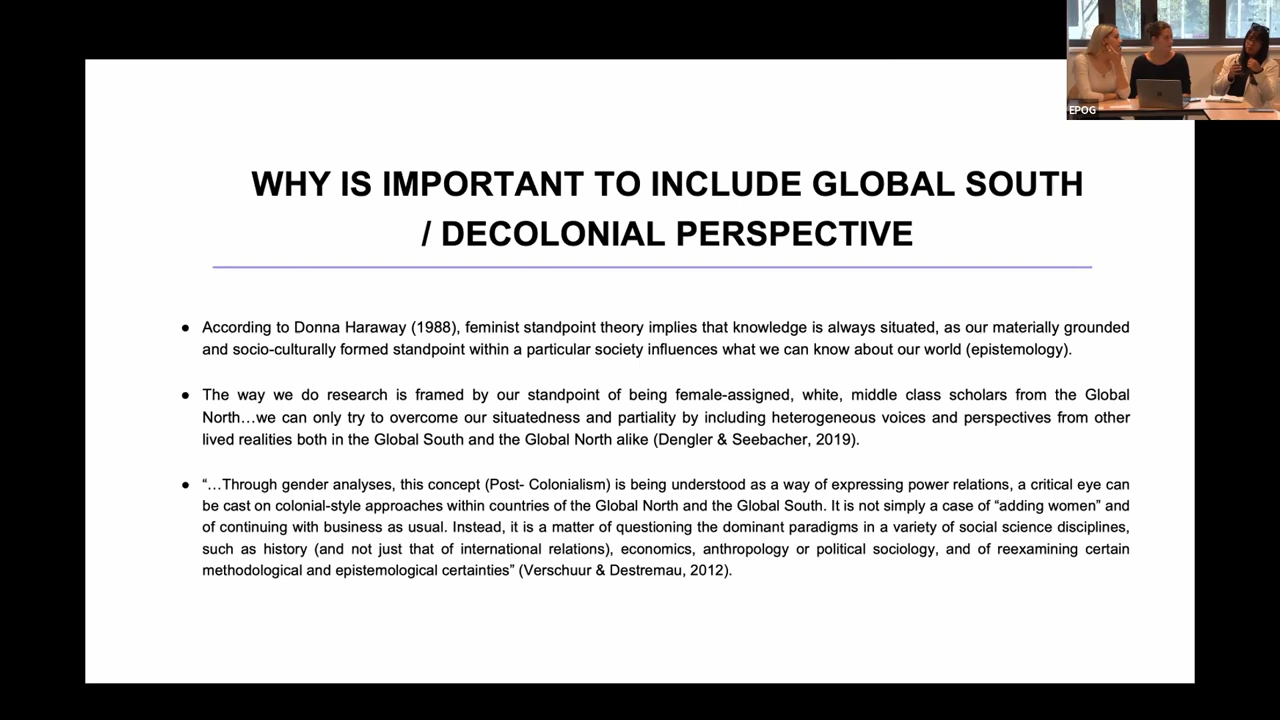 EPOG
WHY IS IMPORTANT TO INCLUDE GLOBAL SOUTH
/ DECOLONIAL PERSPECTIVE
● According to Donna Haraway (1988), feminist standpoint theory implies that knowledge is always situated, as our materially grounded
and socio-culturally formed standpoint within a particular society influences what we can know about our world (epistemology).
● The way we do research is framed by our standpoint of being female-assigned, white, middle class scholars from the Global
North…we can only try to overcome our situatedness and partiality by including heterogeneous voices and perspectives from other
lived realities both in the Global South and the Global North alike (Dengler & Seebacher, 2019).
● “…Through gender analyses, this concept (Post- Colonialism) is being understood as a way of expressing power relations, a critical eye can
be cast on colonial-style approaches within countries of the Global North and the Global South. It is not simply a case of “adding women” and
of continuing with business as usual. Instead, it is a matter of questioning the dominant paradigms in a variety of social science disciplines,
such as history (and not just that of international relations), economics, anthropology or political sociology, and of reexamining certain
methodological and epistemological certainties” (Verschuur & Destremau, 2012).